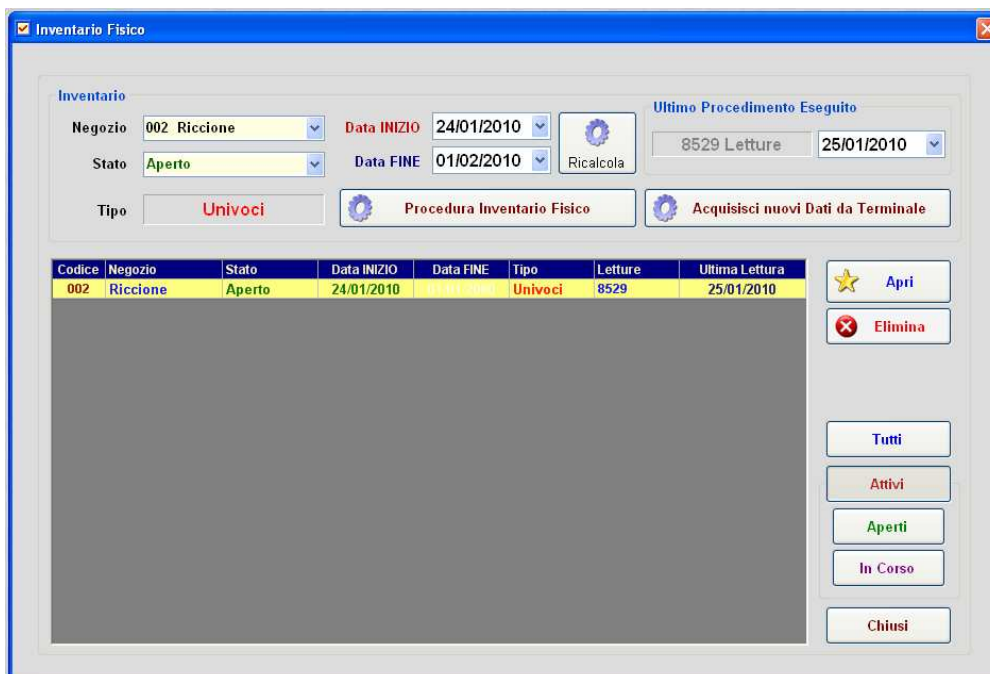 Inventario Fisico
Inventario
Ultimo Procedimento Eseguito
Negozio 002 Riccione Data INIZIO 24/01/2010
8529 Letture 25/01/2010
Stato Aperto Data FINE 01/02/2010 Ricalcola
Tipo Univoci Procedura Inventario Fisico Acquisisci nuovi Dati da Terminale
Codice Negozio Stato Data INIZIO Data FINE Tipo Letture Ultima Lettura
002 Riccione Aperto 24/01/2010 Univoci 8529 25/01/2010
Apri
Elimina
Tutti
Attivi
Aperti
In Corso
Chiusi